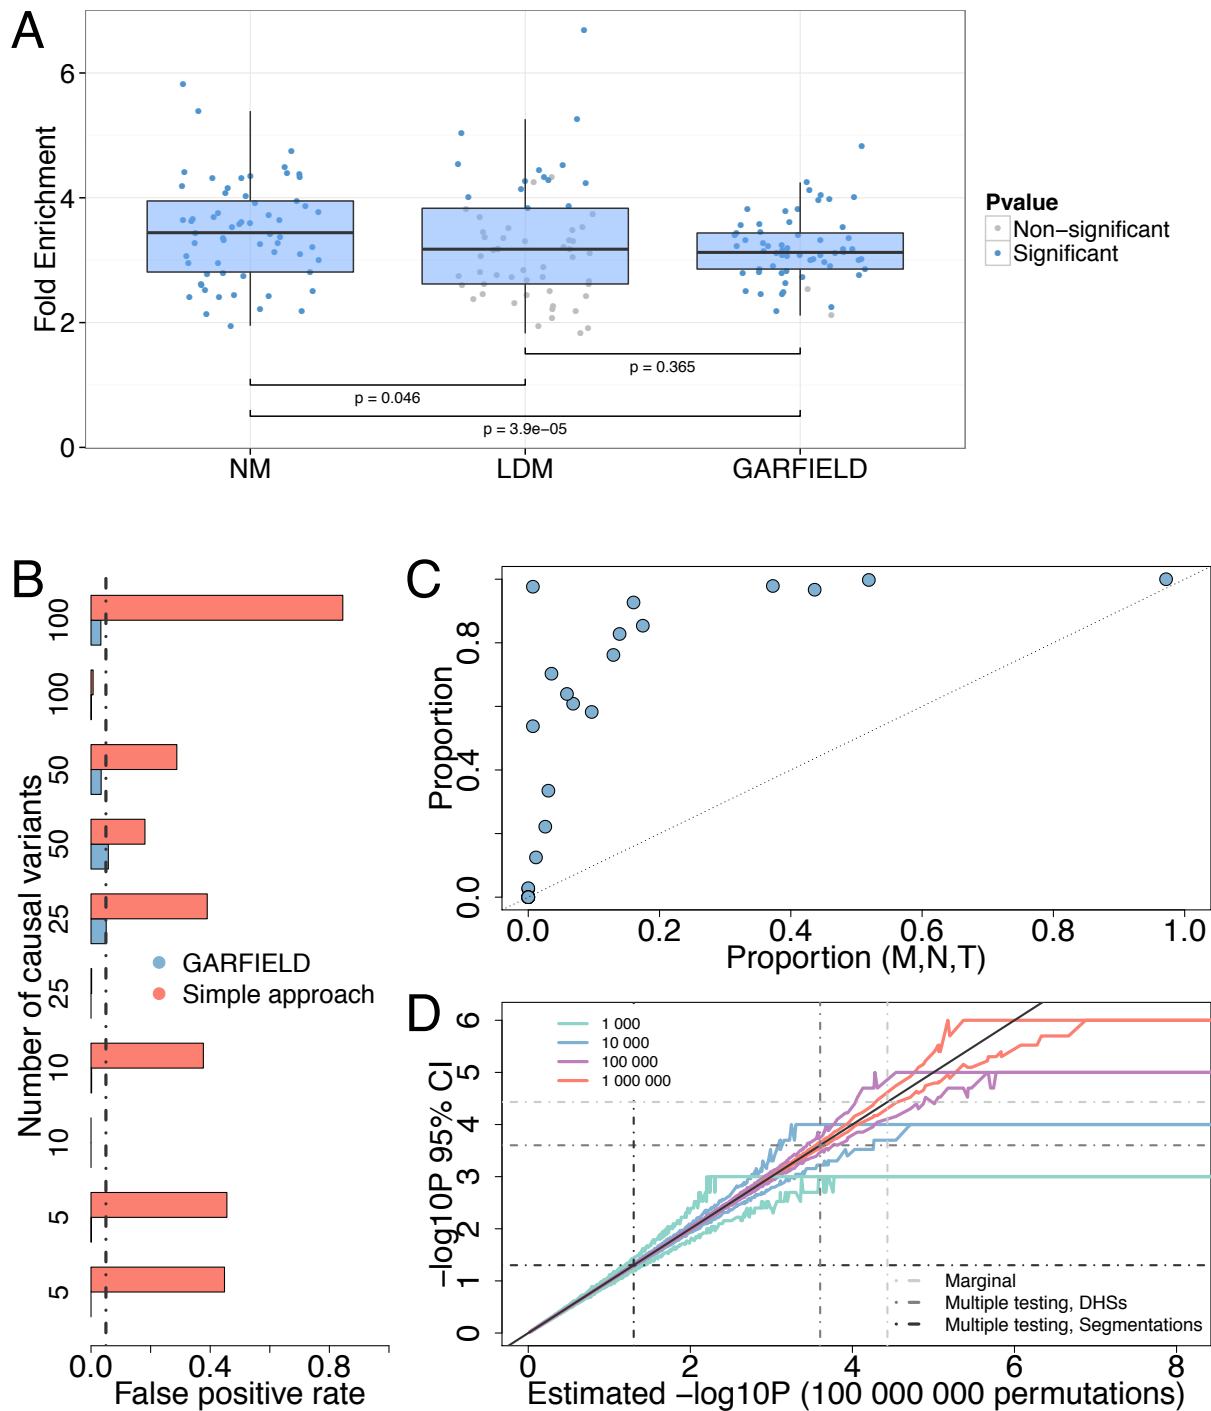 A
Fold Enrichment
6
4
2
0
p = 0.365
p = 0.046
p = 3.9e−05
NM LDM GARFIELD
Pvalue
Non−significant
Significant
B
Number of causal variants
100
100
50
50
25
25
10
10
5
5
GARFIELD
Simple approach
0.0 0.4 0.8
False positive rate
C
Proportion
0.8
0.4
0.0
0.0 0.2 0.4 0.6 0.8 1.0
Proportion (M,N,T)
D
−log10P 95% CI
6
5
4
3
2
1
0
1 000
10 000
100 000
1 000 000
Marginal
Multiple testing, DHSs
Multiple testing, Segmentations
0 2 4 6 8
Estimated −log10P (100 000 000 permutations)